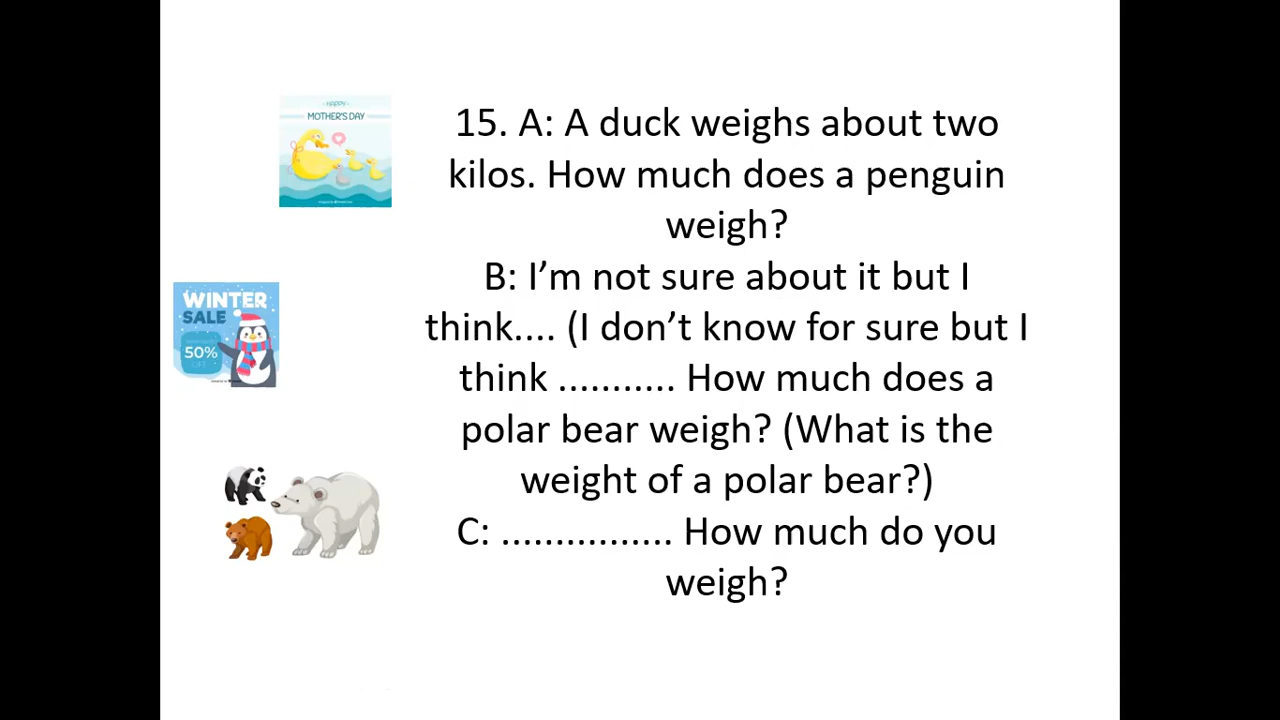 HAPPY
MOTHER'S DAY
15. A: A duck weighs about two
kilos. How much does a penguin
weigh?
B: I’m not sure about it but I
think.... (I don’t know for sure but I
think ........... How much does a
polar bear weigh? (What is the
weight of a polar bear?)
C: ................ How much do you
weigh?
WINTER
SALE
50%
OFF